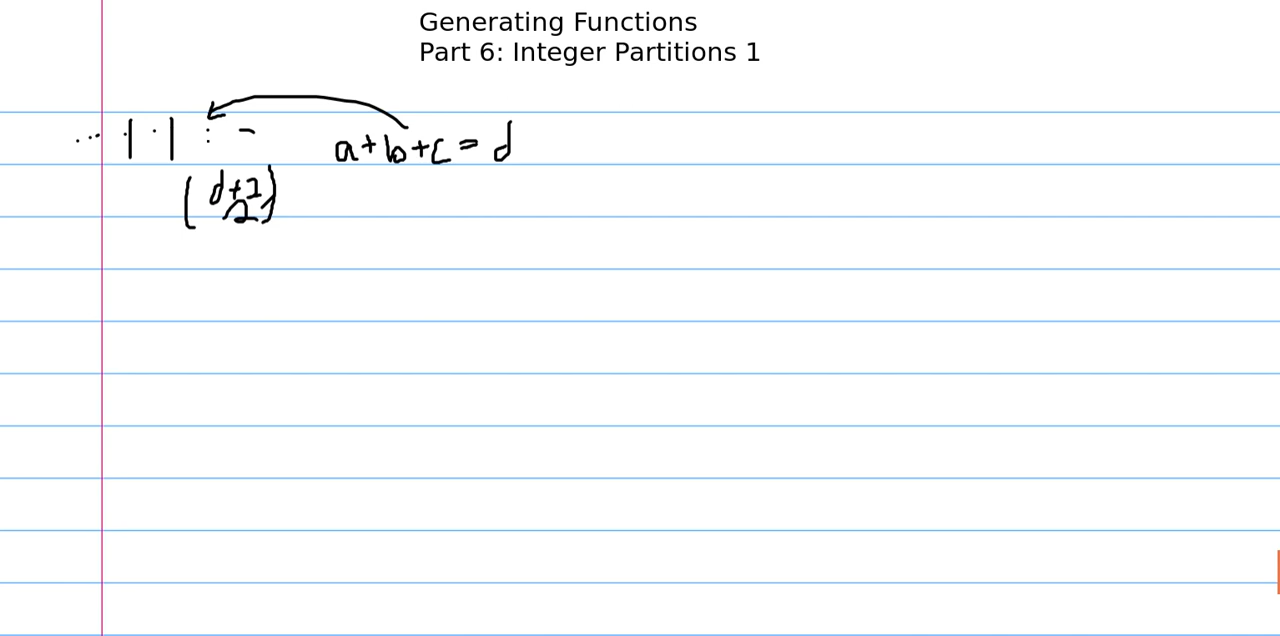 Generating Functions
Part 6: Integer Partitions 1
... | . | : - a+b+c = d
(d+2
2)